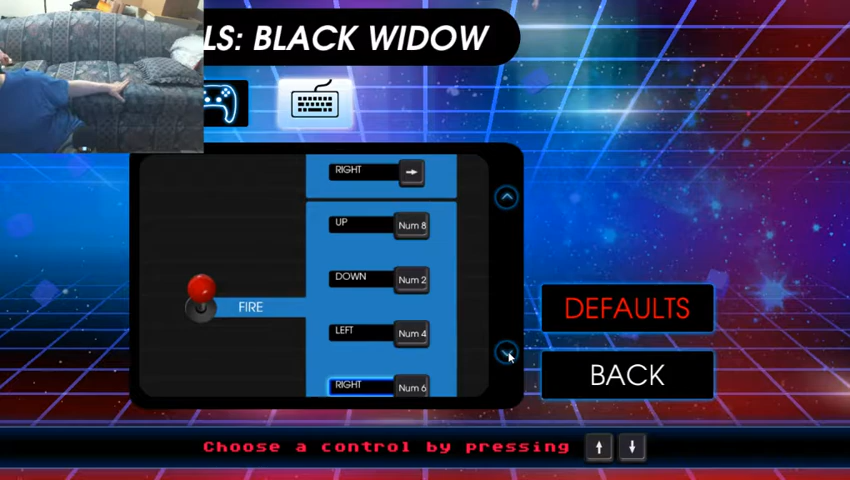 LS: BLACK WIDOW
RIGHT
UP Num 8
DOWN Num 2
FIRE
LEFT Num 4
RIGHT Num 6
DEFAULTS
BACK
Choose a control by pressing